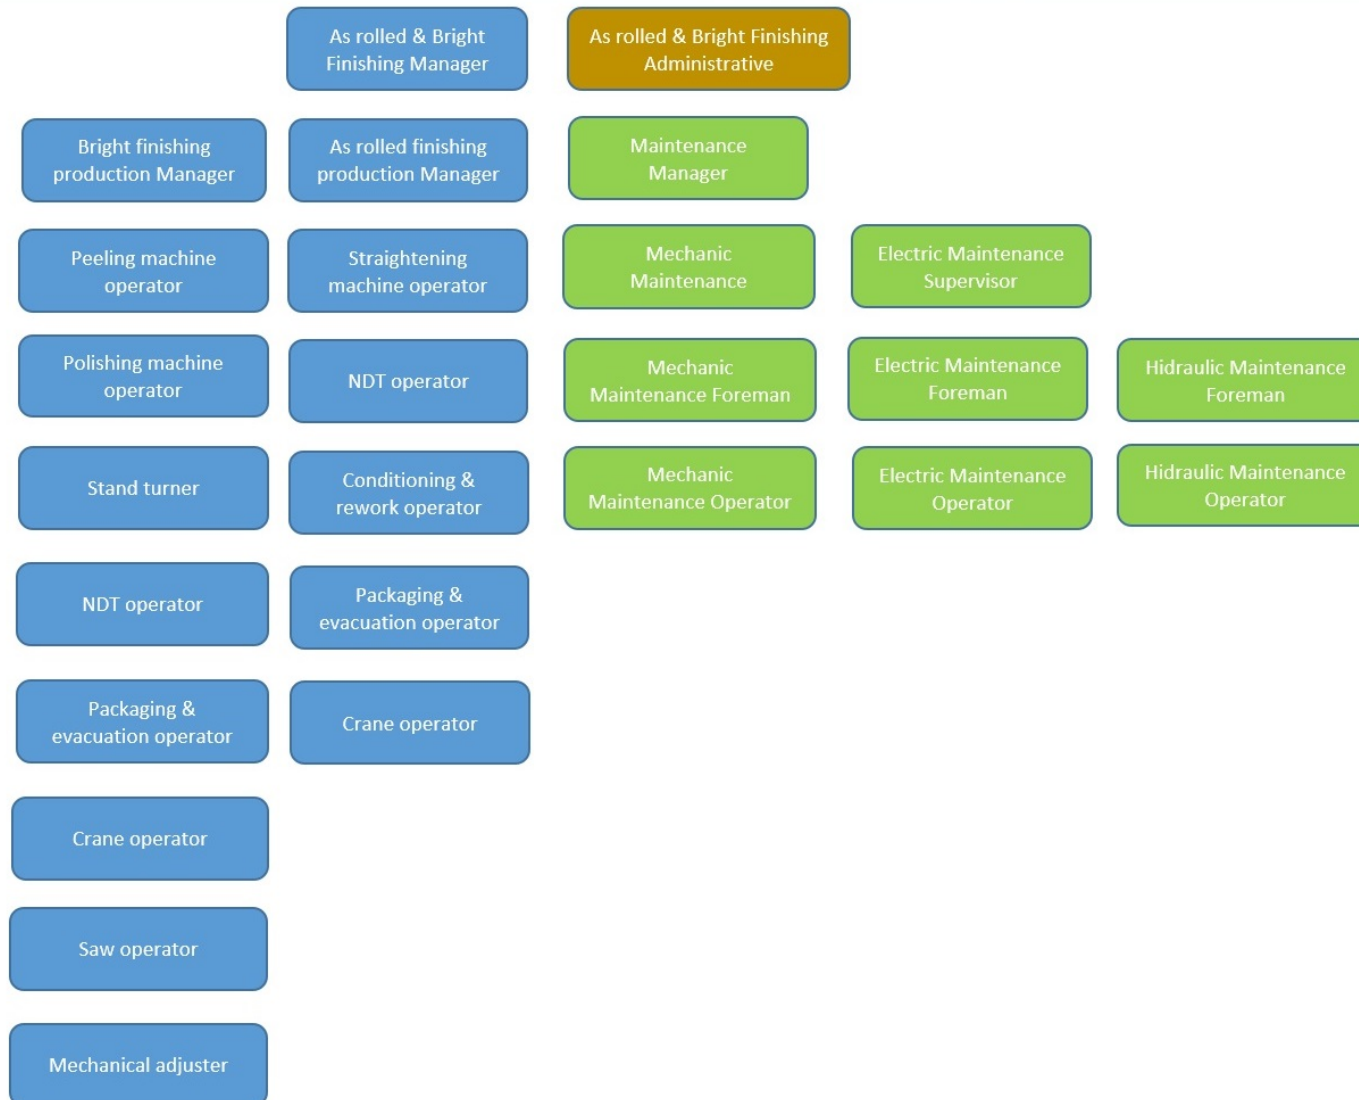 As rolled & Bright
Finishing Manager
As rolled & Bright Finishing
Administrative
Bright finishing
production Manager
As rolled finishing
production Manager
Maintenance
Manager
Peeling machine
operator
Straightening
machine operator
Mechanic
Maintenance
Electric Maintenance
Supervisor
Polishing machine
operator
NDT operator
Mechanic
Maintenance Foreman
Electric Maintenance
Foreman
Hidraulic Maintenance
Foreman
Stand turner
Conditioning &
rework operator
Mechanic
Maintenance Operator
Electric Maintenance
Operator
Hidraulic Maintenance
Operator
NDT operator
Packaging &
evacuation operator
Packaging &
evacuation operator
Crane operator
Crane operator
Saw operator
Mechanical adjuster